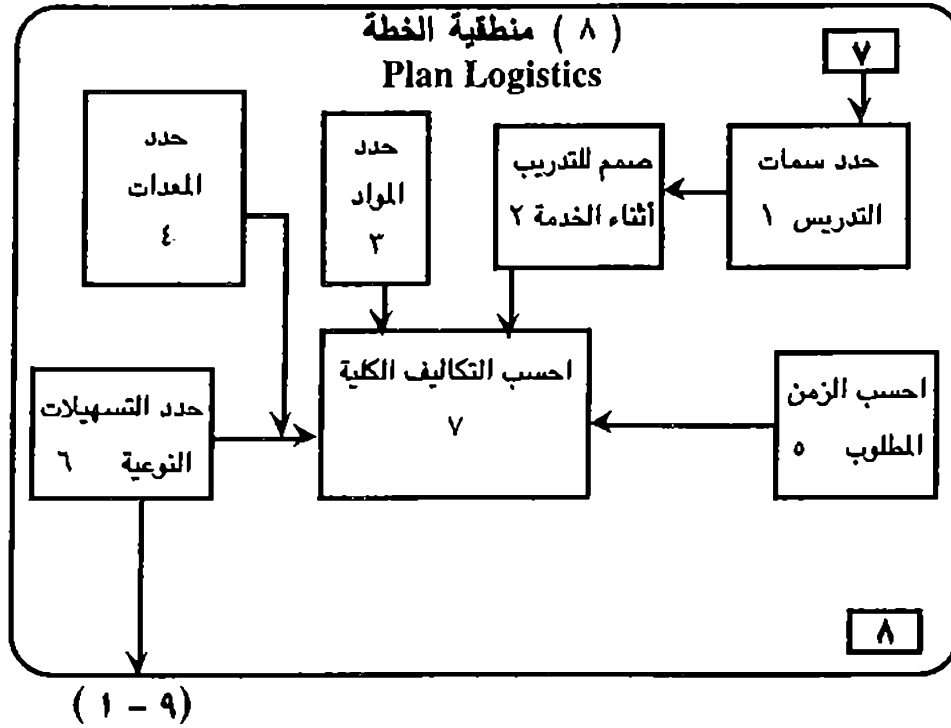 ( ٨ ) منطقية الخطة
Plan Logistics
٧
حدد سمات
التدريس ١
صمم للتدريب
أثناء الخدمة ٢
حدد
المواد
٣
حدد
المعدات
٤
احسب الزمن
المطلوب ٥
احسب التكاليف الكلية
٧
حدد التسهيلات
النوعية ٦
٨
( ٩ - ١ )